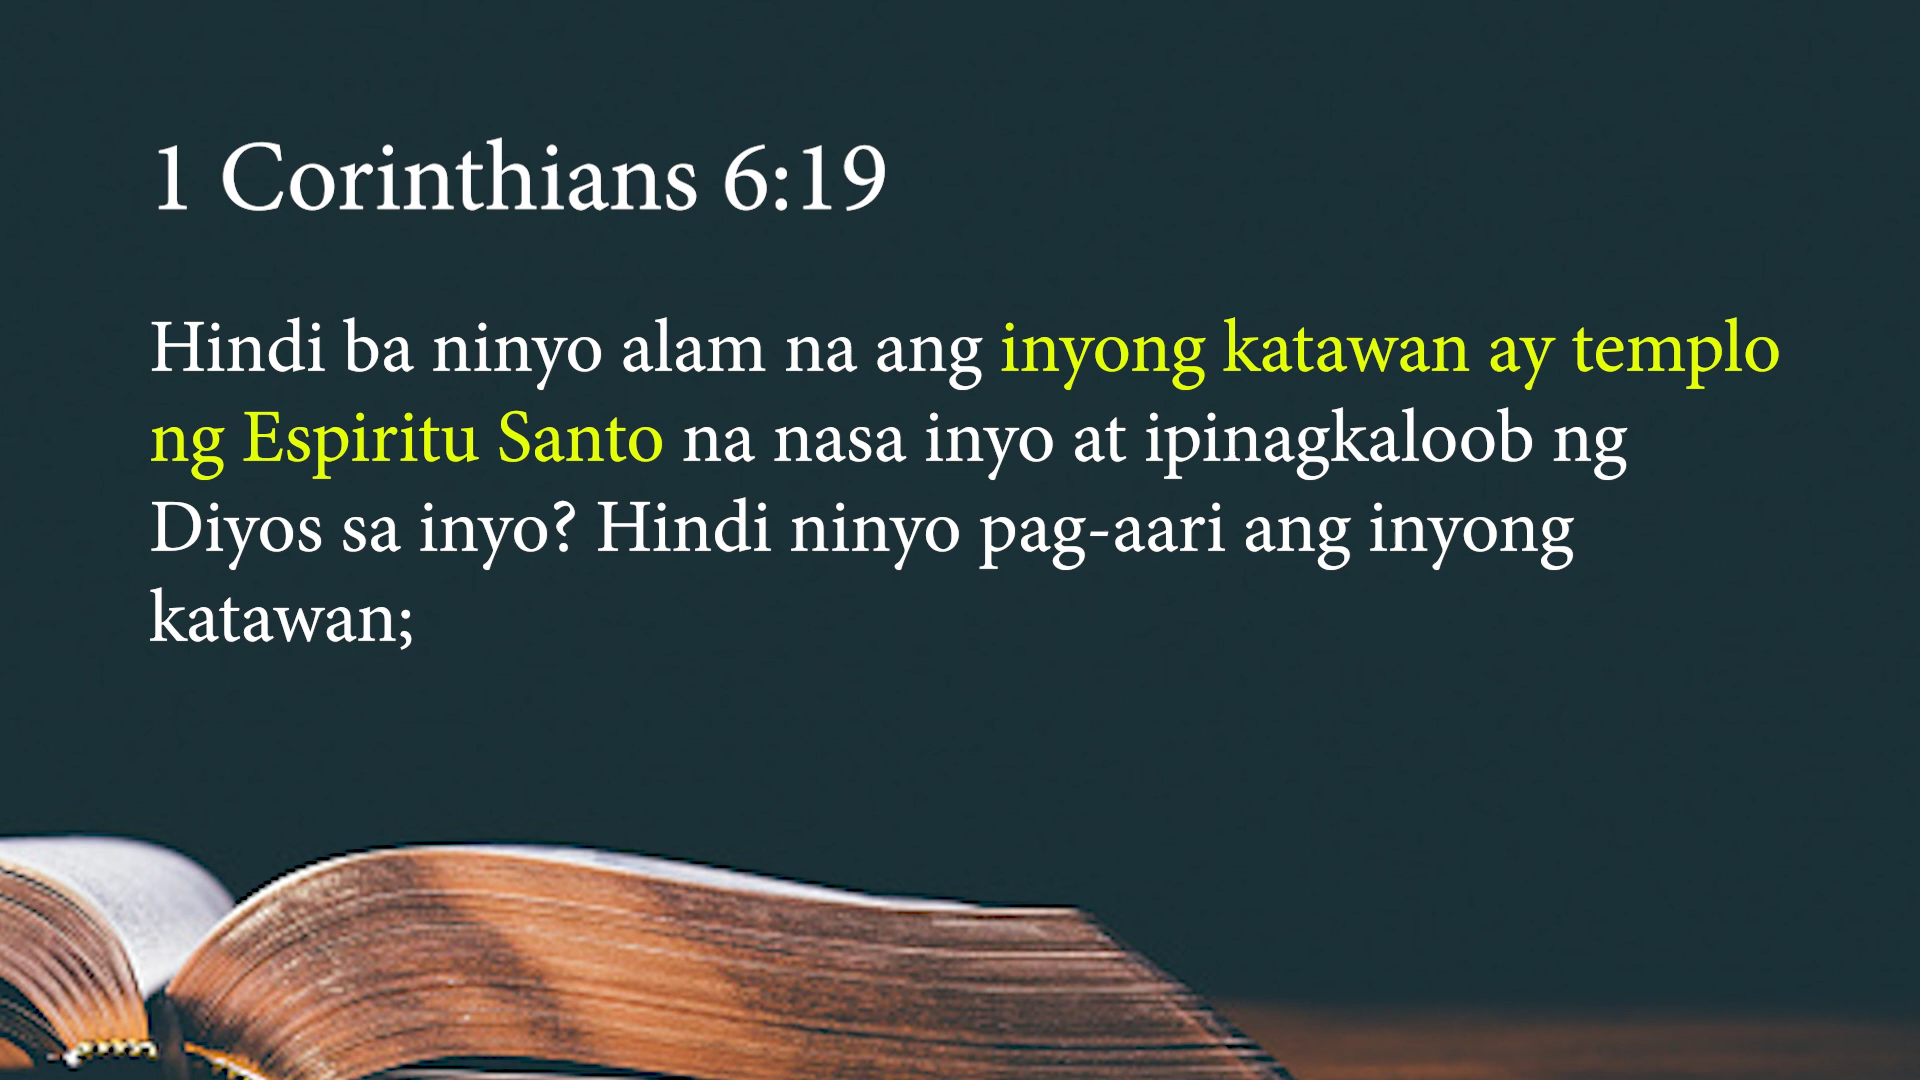 1 Corinthians 6:19
Hindi ba ninyo alam na ang inyong katawan ay templo
ng Espiritu Santo na nasa inyo at ipinagkaloob ng
Diyos sa inyo? Hindi ninyo pag-aari ang inyong
katawan;